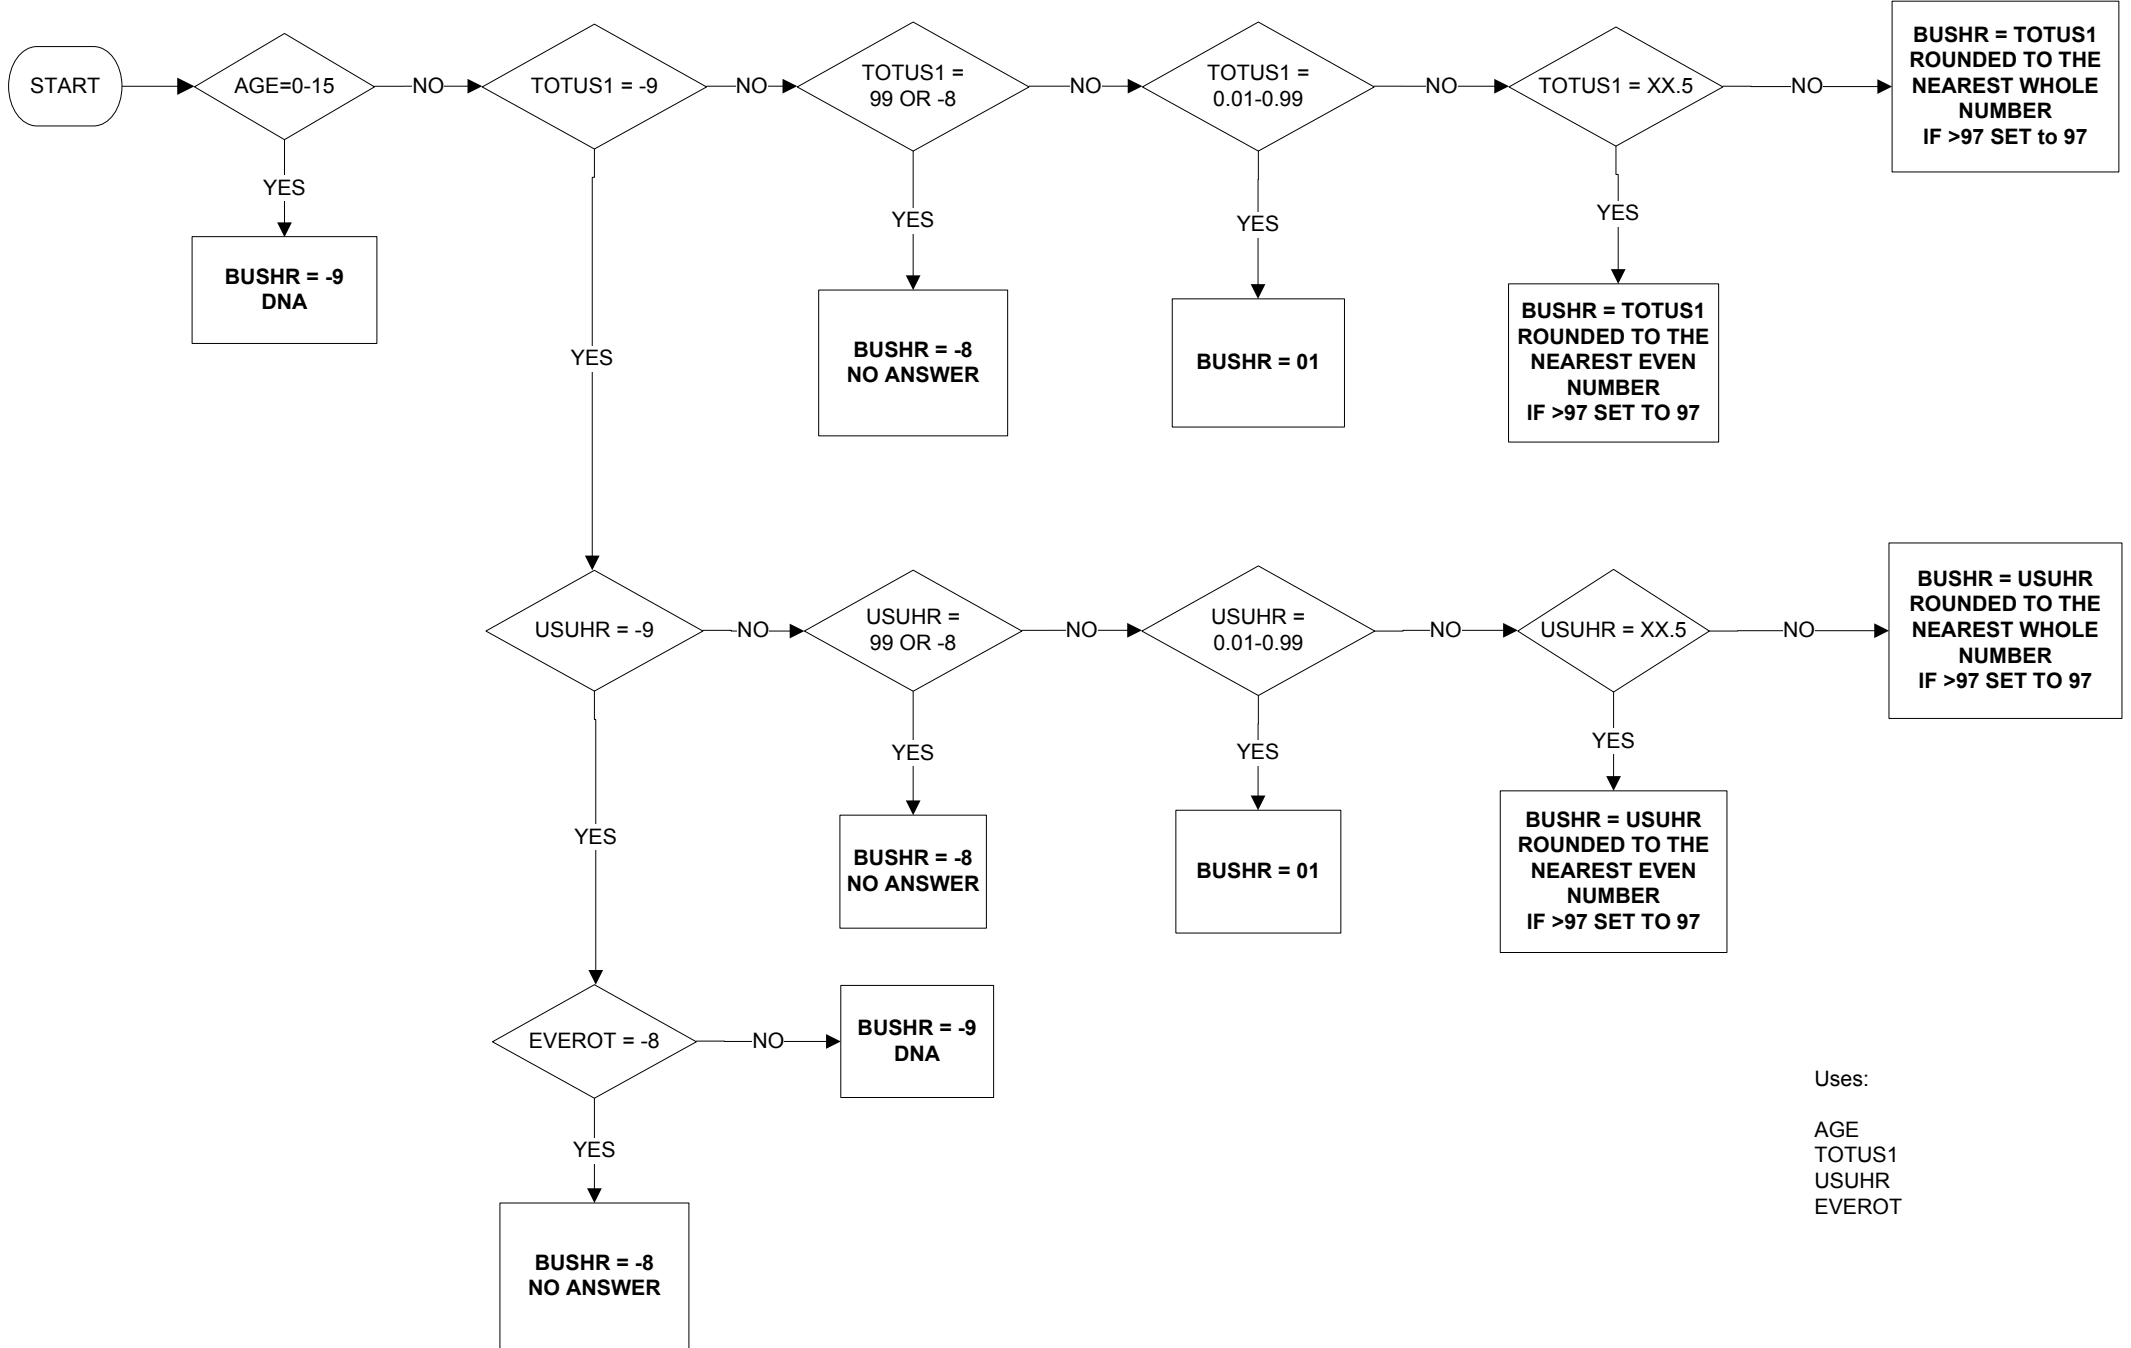 START
AGE=0-15
NO
TOTUS1 = -9
NO
TOTUS1 =
99 OR -8
NO
TOTUS1 =
0.01-0.99
NO
TOTUS1 = XX.5
NO
BUSHR = TOTUS1
ROUNDED TO THE
NEAREST WHOLE
NUMBER
IF >97 SET to 97
YES
BUSHR = -9
DNA
YES
YES
BUSHR = -8
NO ANSWER
YES
BUSHR = 01
YES
BUSHR = TOTUS1
ROUNDED TO THE
NEAREST EVEN
NUMBER
IF >97 SET TO 97
USUHR = -9
NO
USUHR =
99 OR -8
NO
USUHR =
0.01-0.99
NO
USUHR = XX.5
NO
BUSHR = USUHR
ROUNDED TO THE
NEAREST WHOLE
NUMBER
IF >97 SET TO 97
YES
YES
BUSHR = -8
NO ANSWER
YES
BUSHR = 01
YES
BUSHR = USUHR
ROUNDED TO THE
NEAREST EVEN
NUMBER
IF >97 SET TO 97
EVEROT = -8
NO
BUSHR = -9
DNA
YES
BUSHR = -8
NO ANSWER
Uses:
AGE
TOTUS1
USUHR
EVEROT